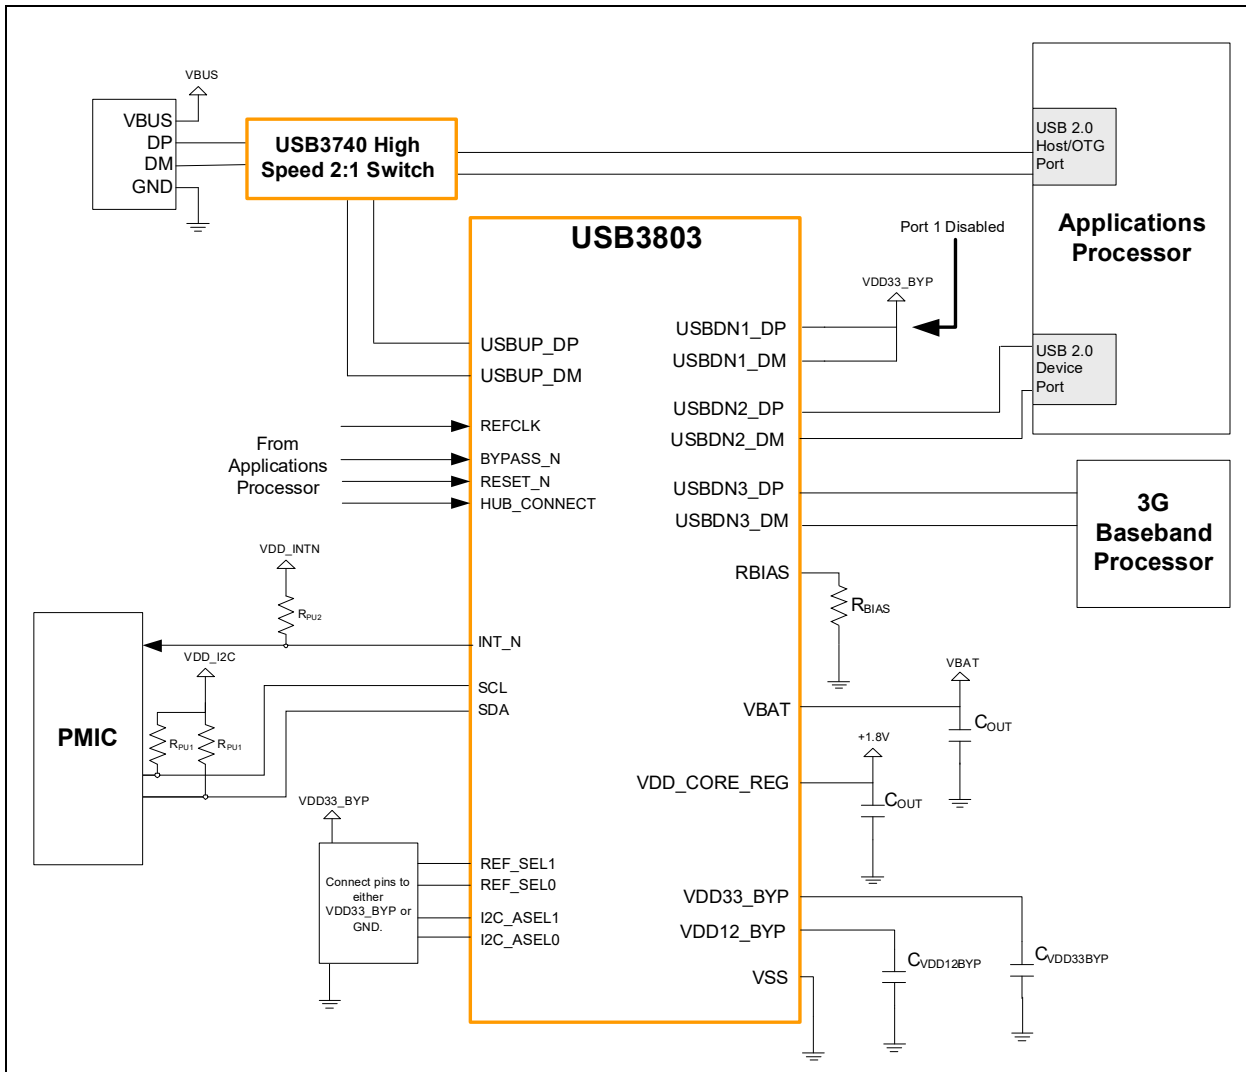 VBUS
VBUS
DP
DM
GND
USB3740 High
Speed 2:1 Switch
USB 2.0
Host/OTG
Port
Applications
Processor
USB 2.0
Device
Port
USB3803
Port 1 Disabled
VDD33_BYP
USBDN1_DP
USBDN1_DM
USBUP_DP
USBUP_DM
USBDN2_DP
USBDN2_DM
REFCLK
BYPASS_N
RESET_N
HUB_CONNECT
From
Applications
Processor
USBDN3_DP
USBDN3_DM
3G
Baseband
Processor
RBIAS
RBIAS
VDD_INTN
RPU2
INT_N
VDD_I2C
SCL
SDA
PMIC
RPU1
RPU1
VBAT
VBAT
COUT
+1.8V
VDD_CORE_REG
COUT
VDD33_BYP
Connect pins to
either
VDD33_BYP or
GND.
REF_SEL1
REF_SEL0
I2C_ASEL1
I2C_ASEL0
VDD33_BYP
VDD12_BYP
VSS
CVDD12BYP
CVDD33BYP